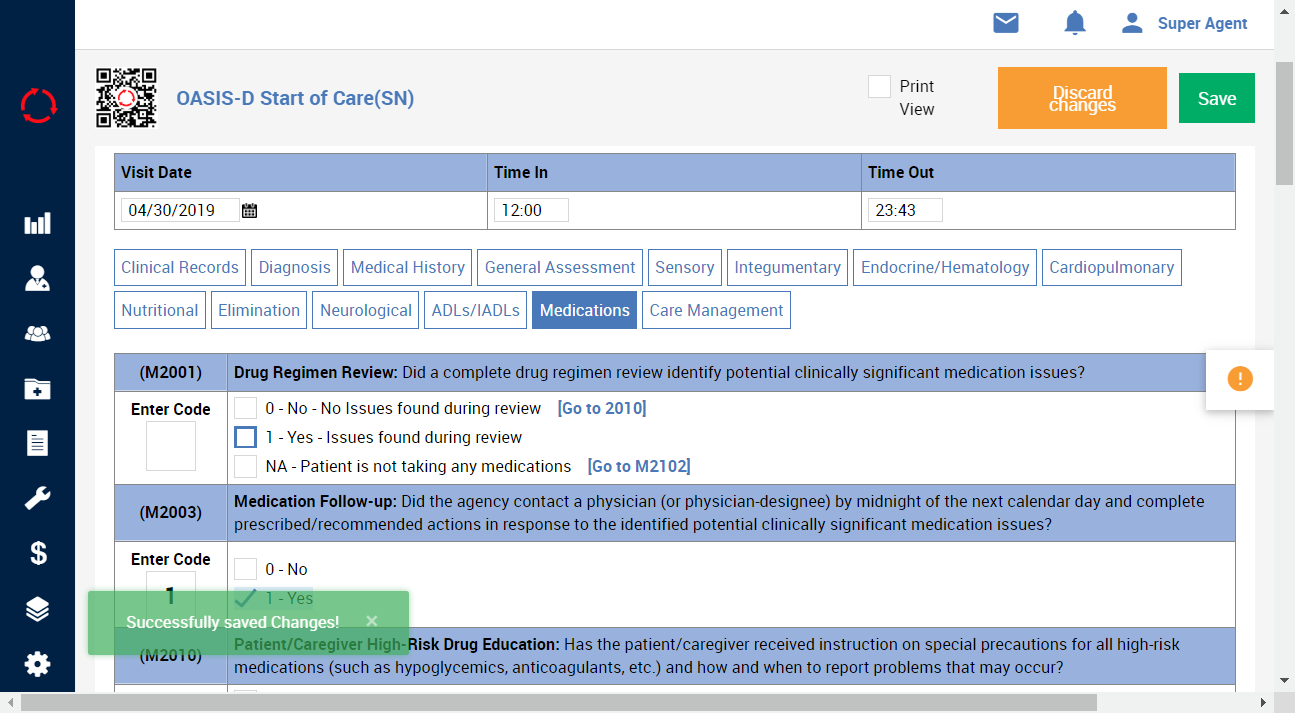 Super Agent
OASIS-D Start of Care(SN)
Print
View
Discard
changes
Save
Visit Date Time In Time Out
04/30/2019 12:00 23:43
Clinical Records Diagnosis Medical History General Assessment Sensory Integumentary Endocrine/Hematology Cardiopulmonary
Nutritional Elimination Neurological ADLs/IADLs Medications Care Management
(M2001) Drug Regimen Review: Did a complete drug regimen review identify potential clinically significant medication issues?
Enter Code
0 - No - No Issues found during review [Go to 2010]
1 - Yes - Issues found during review
NA - Patient is not taking any medications [Go to M2102]
(M2003) Medication Follow-up: Did the agency contact a physician (or physician-designee) by midnight of the next calendar day and complete
prescribed/recommended actions in response to the identified potential clinically significant medication issues?
Enter Code
0 - No
1
1 - Yes
Successfully saved Changes! ×
(M2010) Patient/Caregiver High-Risk Drug Education: Has the patient/caregiver received instruction on special precautions for all high-risk
medications (such as hypoglycemics, anticoagulants, etc.) and how and when to report problems that may occur?